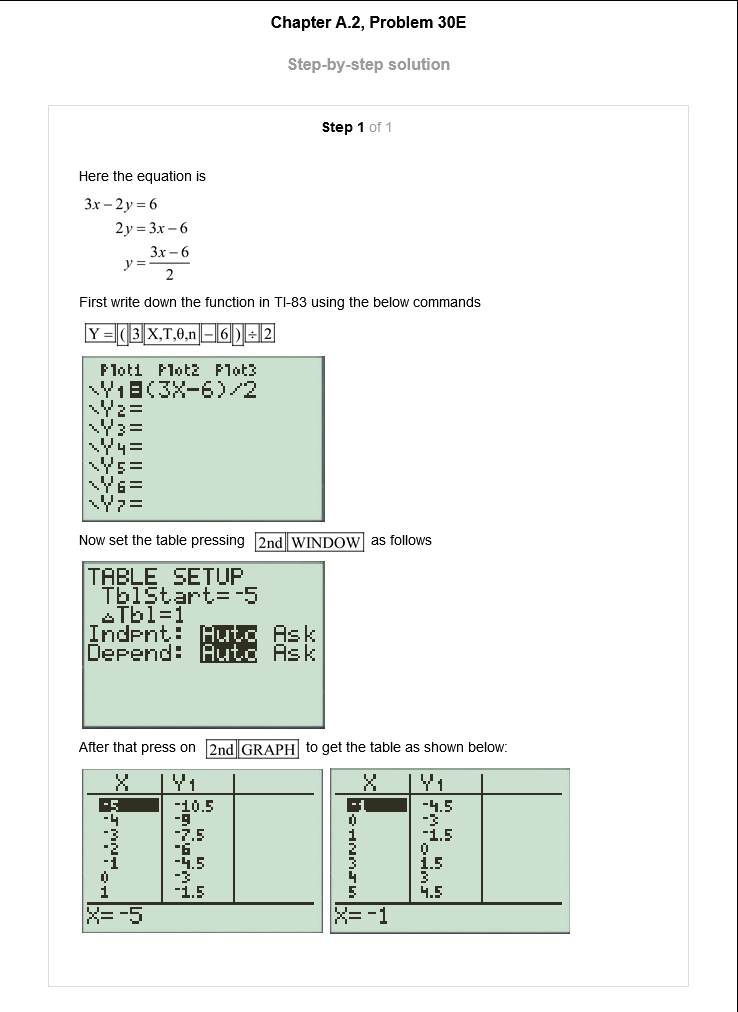 Chapter A.2, Problem 30E
Step-by-step solution
Step 1 of 1
Here the equation is
3x – 2y = 6
2y = 3x – 6
y = (3x – 6)/2
First write down the function in TI-83 using the below commands
Y = ( 3 X,T,θ,n – 6 ) ÷ 2
Plot1 Plot2 Plot3
\Y1=(3X-6)/2
\Y2=
\Y3=
\Y4=
\Y5=
\Y6=
\Y7=
Now set the table pressing 2nd WINDOW as follows
TABLE SETUP
TblStart=-5
△Tbl=1
Indpnt: Auto Ask
Depend: Auto Ask
After that press on 2nd GRAPH to get the table as shown below:
X Y1
-5 -10.5
-4 -9
-3 -7.5
-2 -6
-1 -4.5
0 -3
1 -1.5
X=-5
X Y1
-1 -4.5
0 -3
1 -1.5
2 0
3 1.5
4 3
5 4.5
X=-1